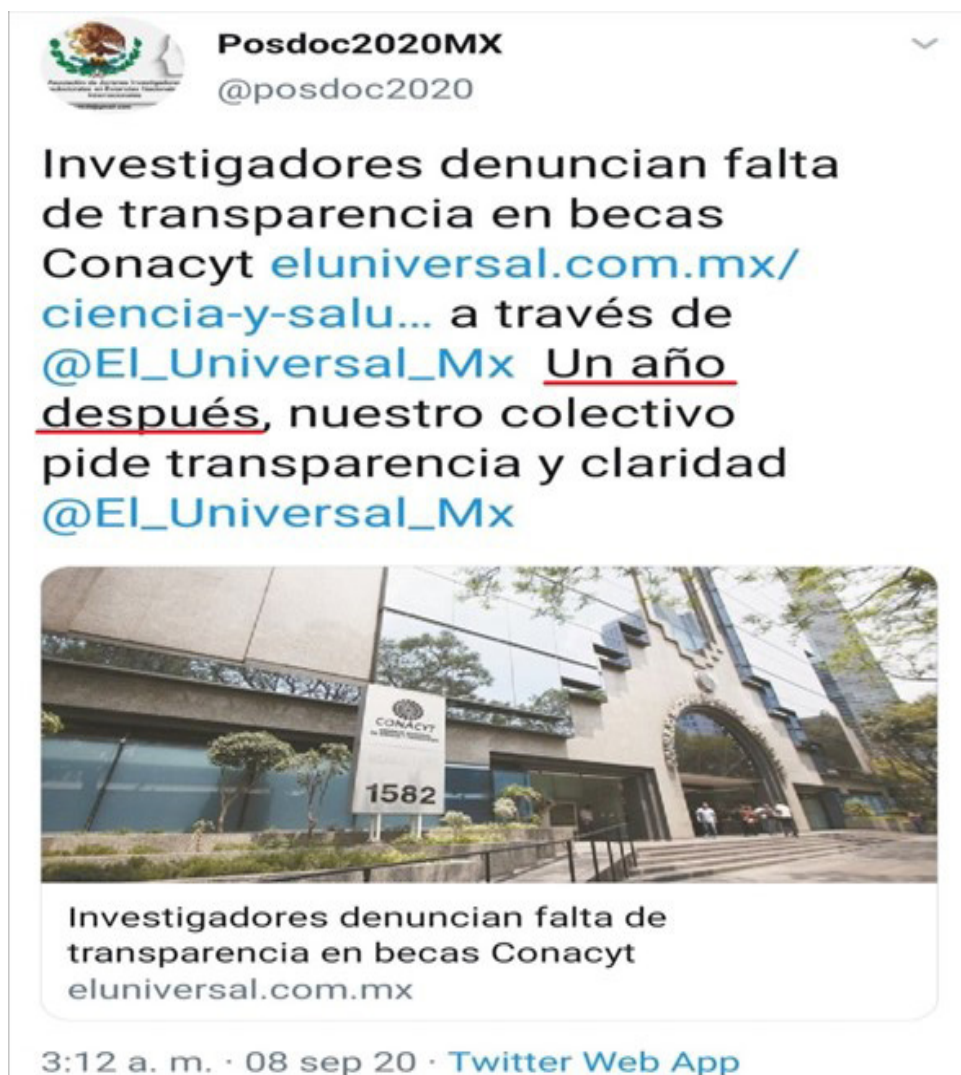 Posdoc2020MX
@posdoc2020
Investigadores denuncian falta
de transparencia en becas
Conacyt eluniversal.com.mx/
ciencia-y-salu... a través de
@El_Universal_Mx Un año
después, nuestro colectivo
pide transparencia y claridad
@El_Universal_Mx
CONACYT
1582
Investigadores denuncian falta de
transparencia en becas Conacyt
eluniversal.com.mx
3:12 a. m. · 08 sep 20 · Twitter Web App